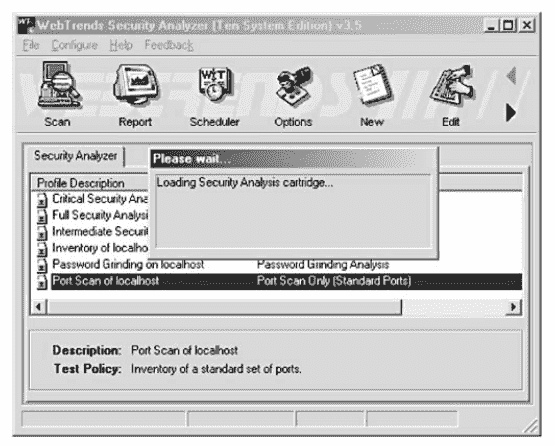 WebTrends Security Analyzer (Ten System Edition) v3.5
File Configure Help Feedback
Scan Report Scheduler Options New Edit
Security Analyzer
Please wait...
Loading Security Analysis cartridge...
Profile Description
Critical Security Ana
Full Security Analysi
Intermediate Securit
Inventory of localho
Password Grinding on localhost Password Grinding Analysis
Port Scan of localhost Port Scan Only (Standard Ports)
Description: Port Scan of localhost
Test Policy: Inventory of a standard set of ports.